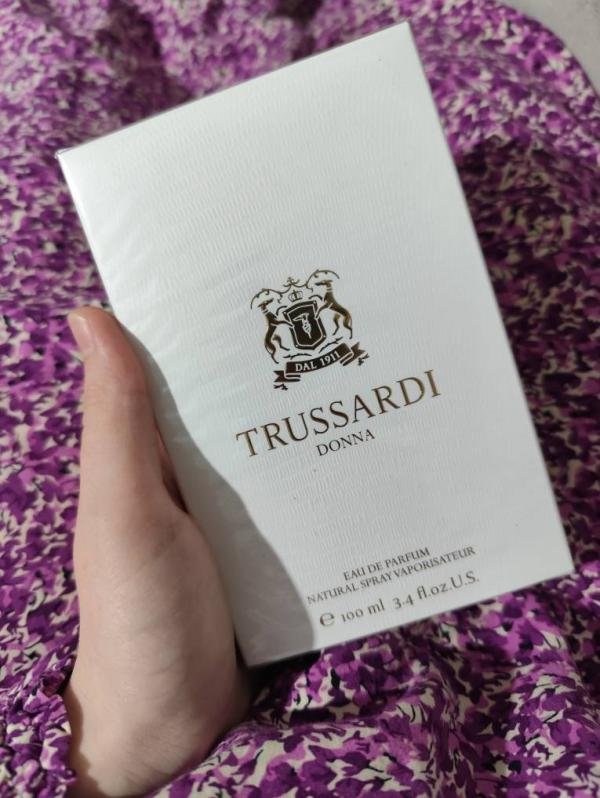 DAL 1911
TRUSSARDI
DONNA
EAU DE PARFUM
NATURAL SPRAY VAPORISATEUR
℮ 100 ml 3.4 fl.oz.U.S.